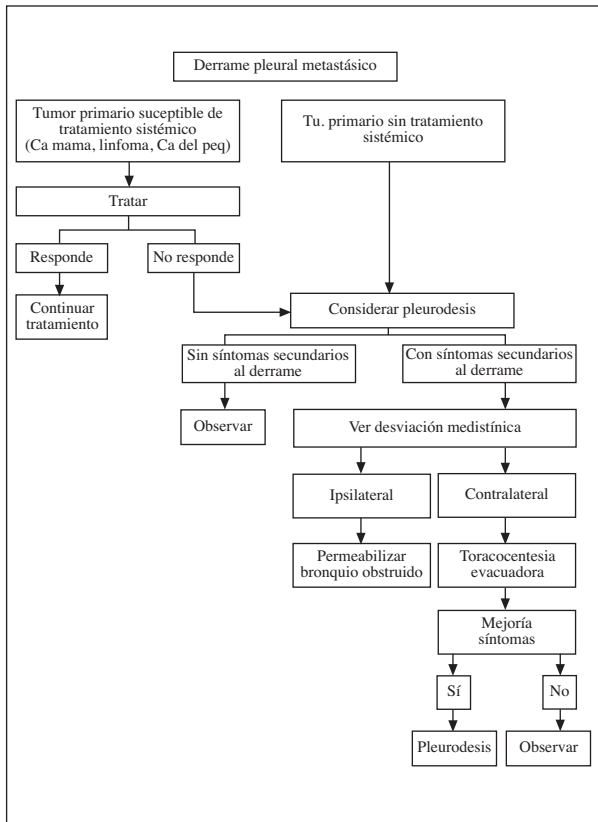 Derrame pleural metastásico
Tumor primario suceptible de
tratamiento sistémico
(Ca mama, linfoma, Ca del peq)
Tu. primario sin tratamiento
sistémico
Tratar
Responde
No responde
Continuar
tratamiento
Considerar pleurodesis
Sin síntomas secundarios
al derrame
Con síntomas secundarios
al derrame
Observar
Ver desviación medistínica
Ipsilateral
Contralateral
Permeabilizar
bronquio obstruido
Toracocentesia
evacuadora
Mejoría
síntomas
Sí
No
Pleurodesis
Observar